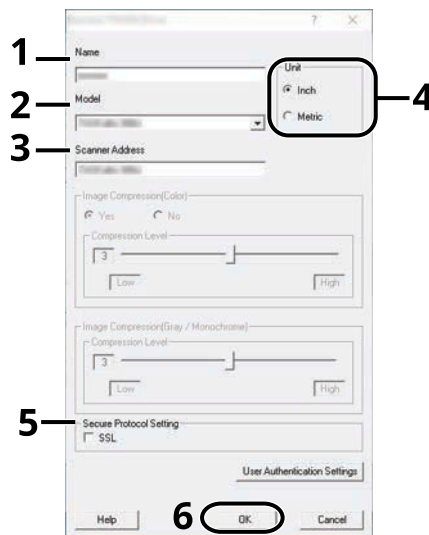 ? ×
1 Name
Unit
Inch
4
2 Model
Metric
3 Scanner Address
Image Compression(Color)
Yes No
Compression Level
3
Low High
Image Compression(Gray / Monochrome)
Compression Level
3
Low High
5 Secure Protocol Setting
SSL
User Authentication Settings
Help 6 OK Cancel